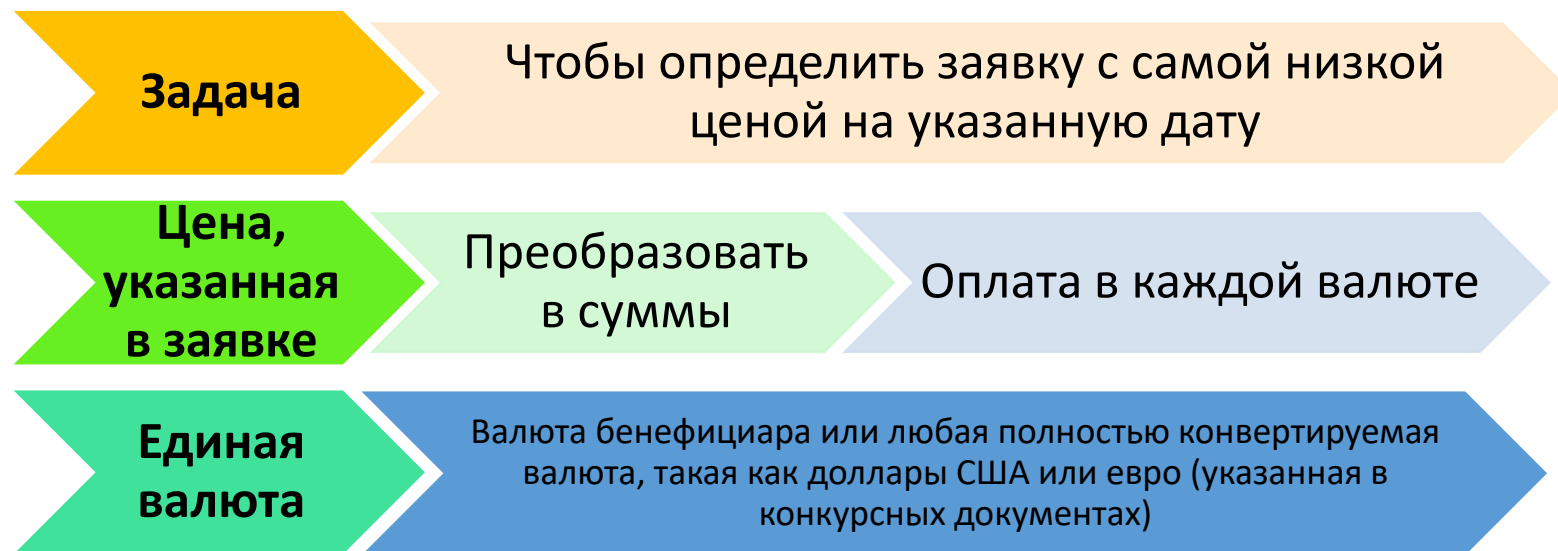 Задача
Чтобы определить заявку с самой низкой
ценой на указанную дату
Цена,
указанная
в заявке
Преобразовать
в суммы
Оплата в каждой валюте
Единая
валюта
Валюта бенефициара или любая полностью конвертируемая
валюта, такая как доллары США или евро (указанная в
конкурсных документах)